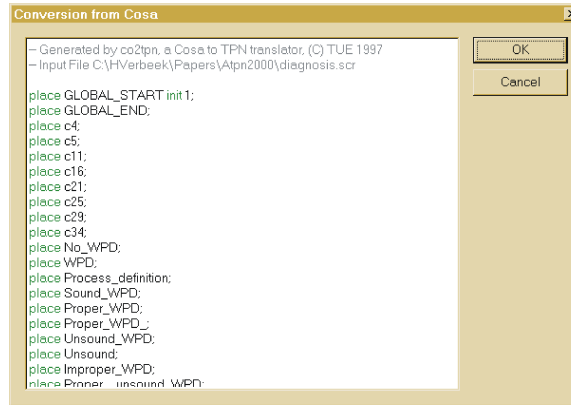 Conversion from Cosa
-- Generated by co2tpn, a Cosa to TPN translator, (C) TUE 1997
-- Input File C:\HVerbeek\Papers\Atpn2000\diagnosis.scr
place GLOBAL_START init 1;
place GLOBAL_END;
place c4;
place c5;
place c11;
place c16;
place c21;
place c25;
place c29;
place c34;
place No_WPD;
place WPD;
place Process_definition;
place Sound_WPD;
place Proper_WPD;
place Proper_WPD_;
place Unsound_WPD;
place Unsound;
place Improper_WPD;
place Proper__unsound_WPD;
OK
Cancel